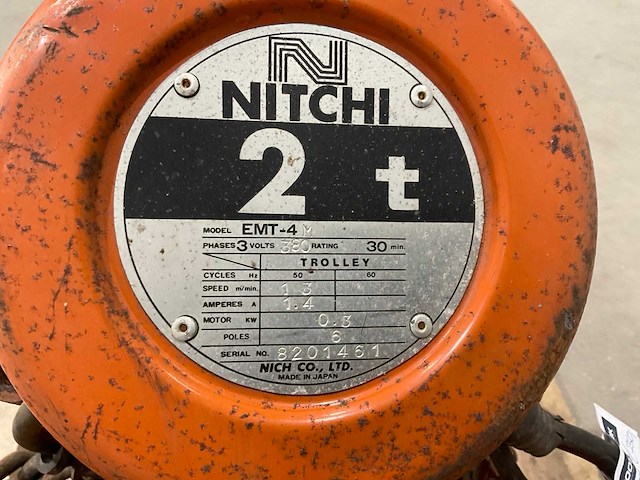 N
NITCHI
2 t
MODEL EMT-4M
PHASES 3 VOLTS 380 RATING 30 min.
TROLLEY
CYCLES Hz 50 60
SPEED m/min. 13
AMPERES A 1.4
MOTOR KW 0.3
POLES 6
SERIAL NO. 8201461
NICH CO., LTD.
MADE IN JAPAN